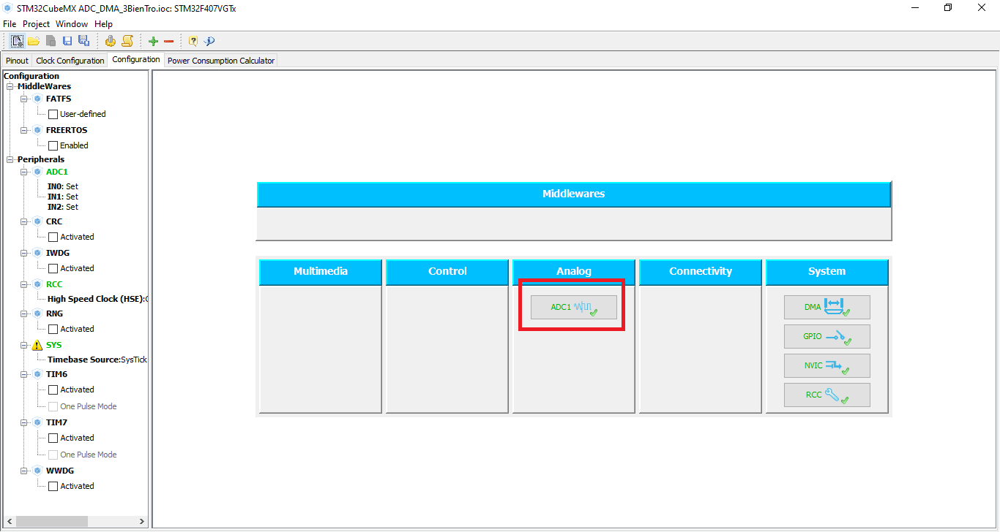 STM32CubeMX ADC_DMA_3BienTro.ioc: STM32F407VGTx
File Project Window Help
Pinout Clock Configuration Configuration Power Consumption Calculator
Configuration
MiddleWares
FATFS
User-defined
FREERTOS
Enabled
Peripherals
ADC1
IN0: Set
IN1: Set
IN2: Set
CRC
Activated
IWDG
Activated
RCC
High Speed Clock (HSE):
RNG
Activated
SYS
Timebase Source:SysTick
TIM6
Activated
One Pulse Mode
TIM7
Activated
One Pulse Mode
WWDG
Activated
Middlewares
Multimedia Control Analog Connectivity System
ADC1
DMA
GPIO
NVIC
RCC